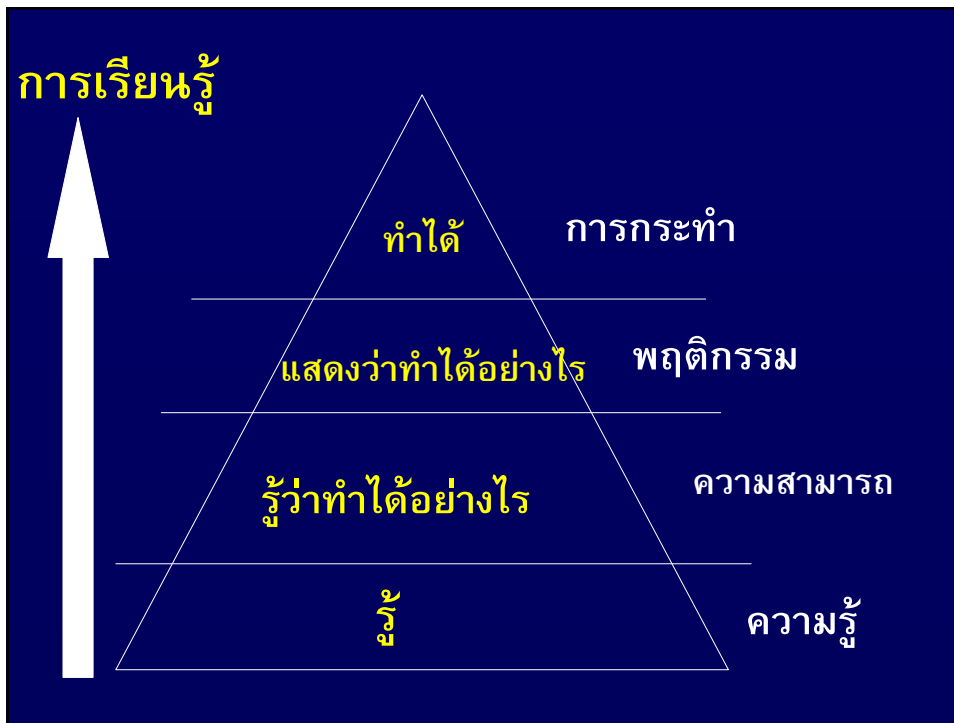 การเรียนรู้
ทำได้
การกระทำ
แสดงว่าทำได้อย่างไร
พฤติกรรม
รู้ว่าทำได้อย่างไร
ความสามารถ
รู้
ความรู้